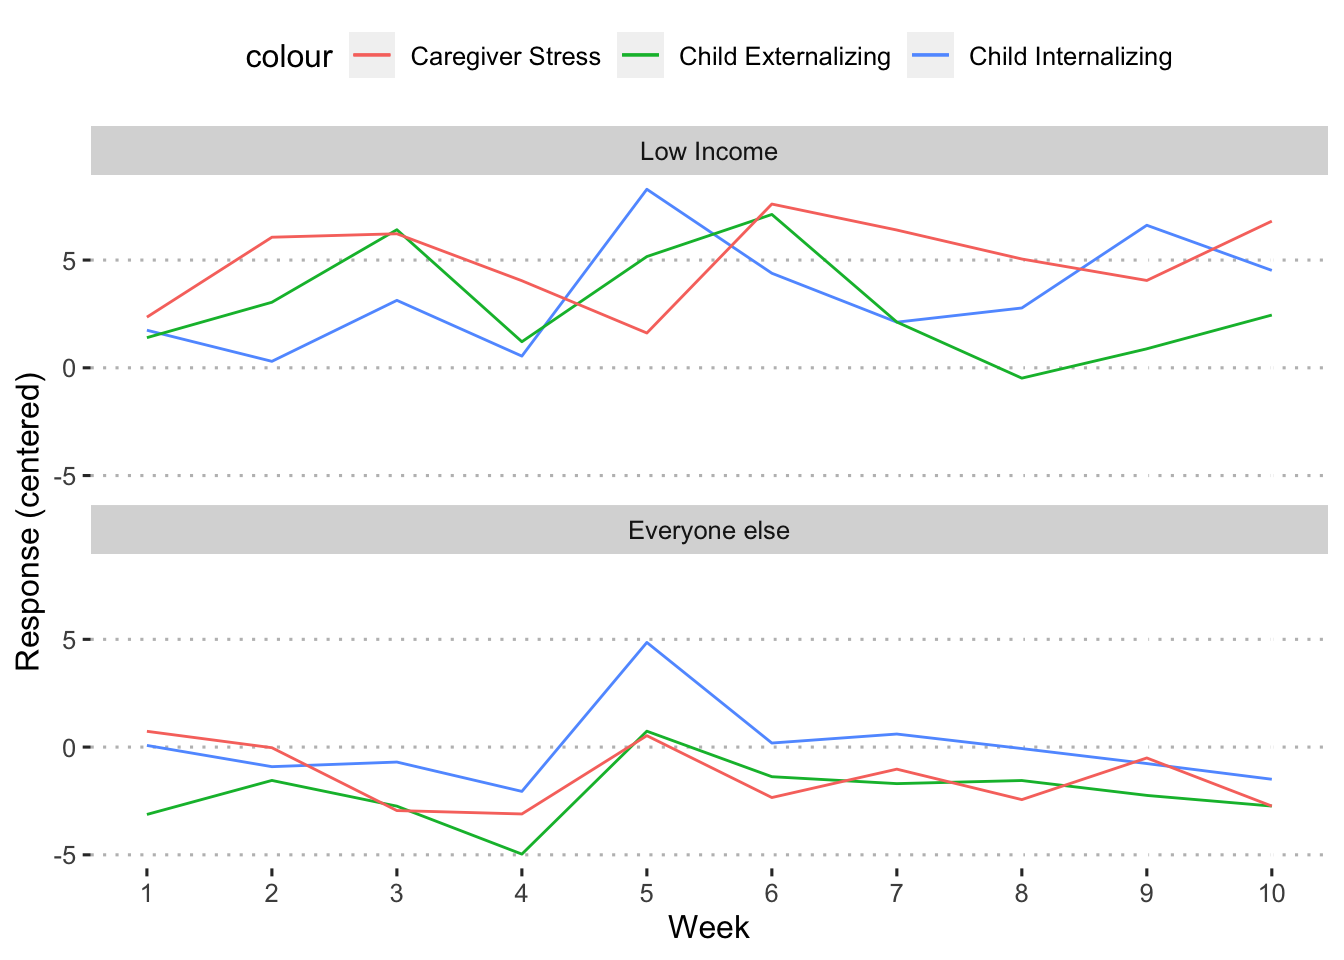 colour Caregiver Stress Child Externalizing Child Internalizing
Low Income
5
0
-5
Everyone else
5
0
-5
1 2 3 4 5 6 7 8 9 10
Week
Response (centered)